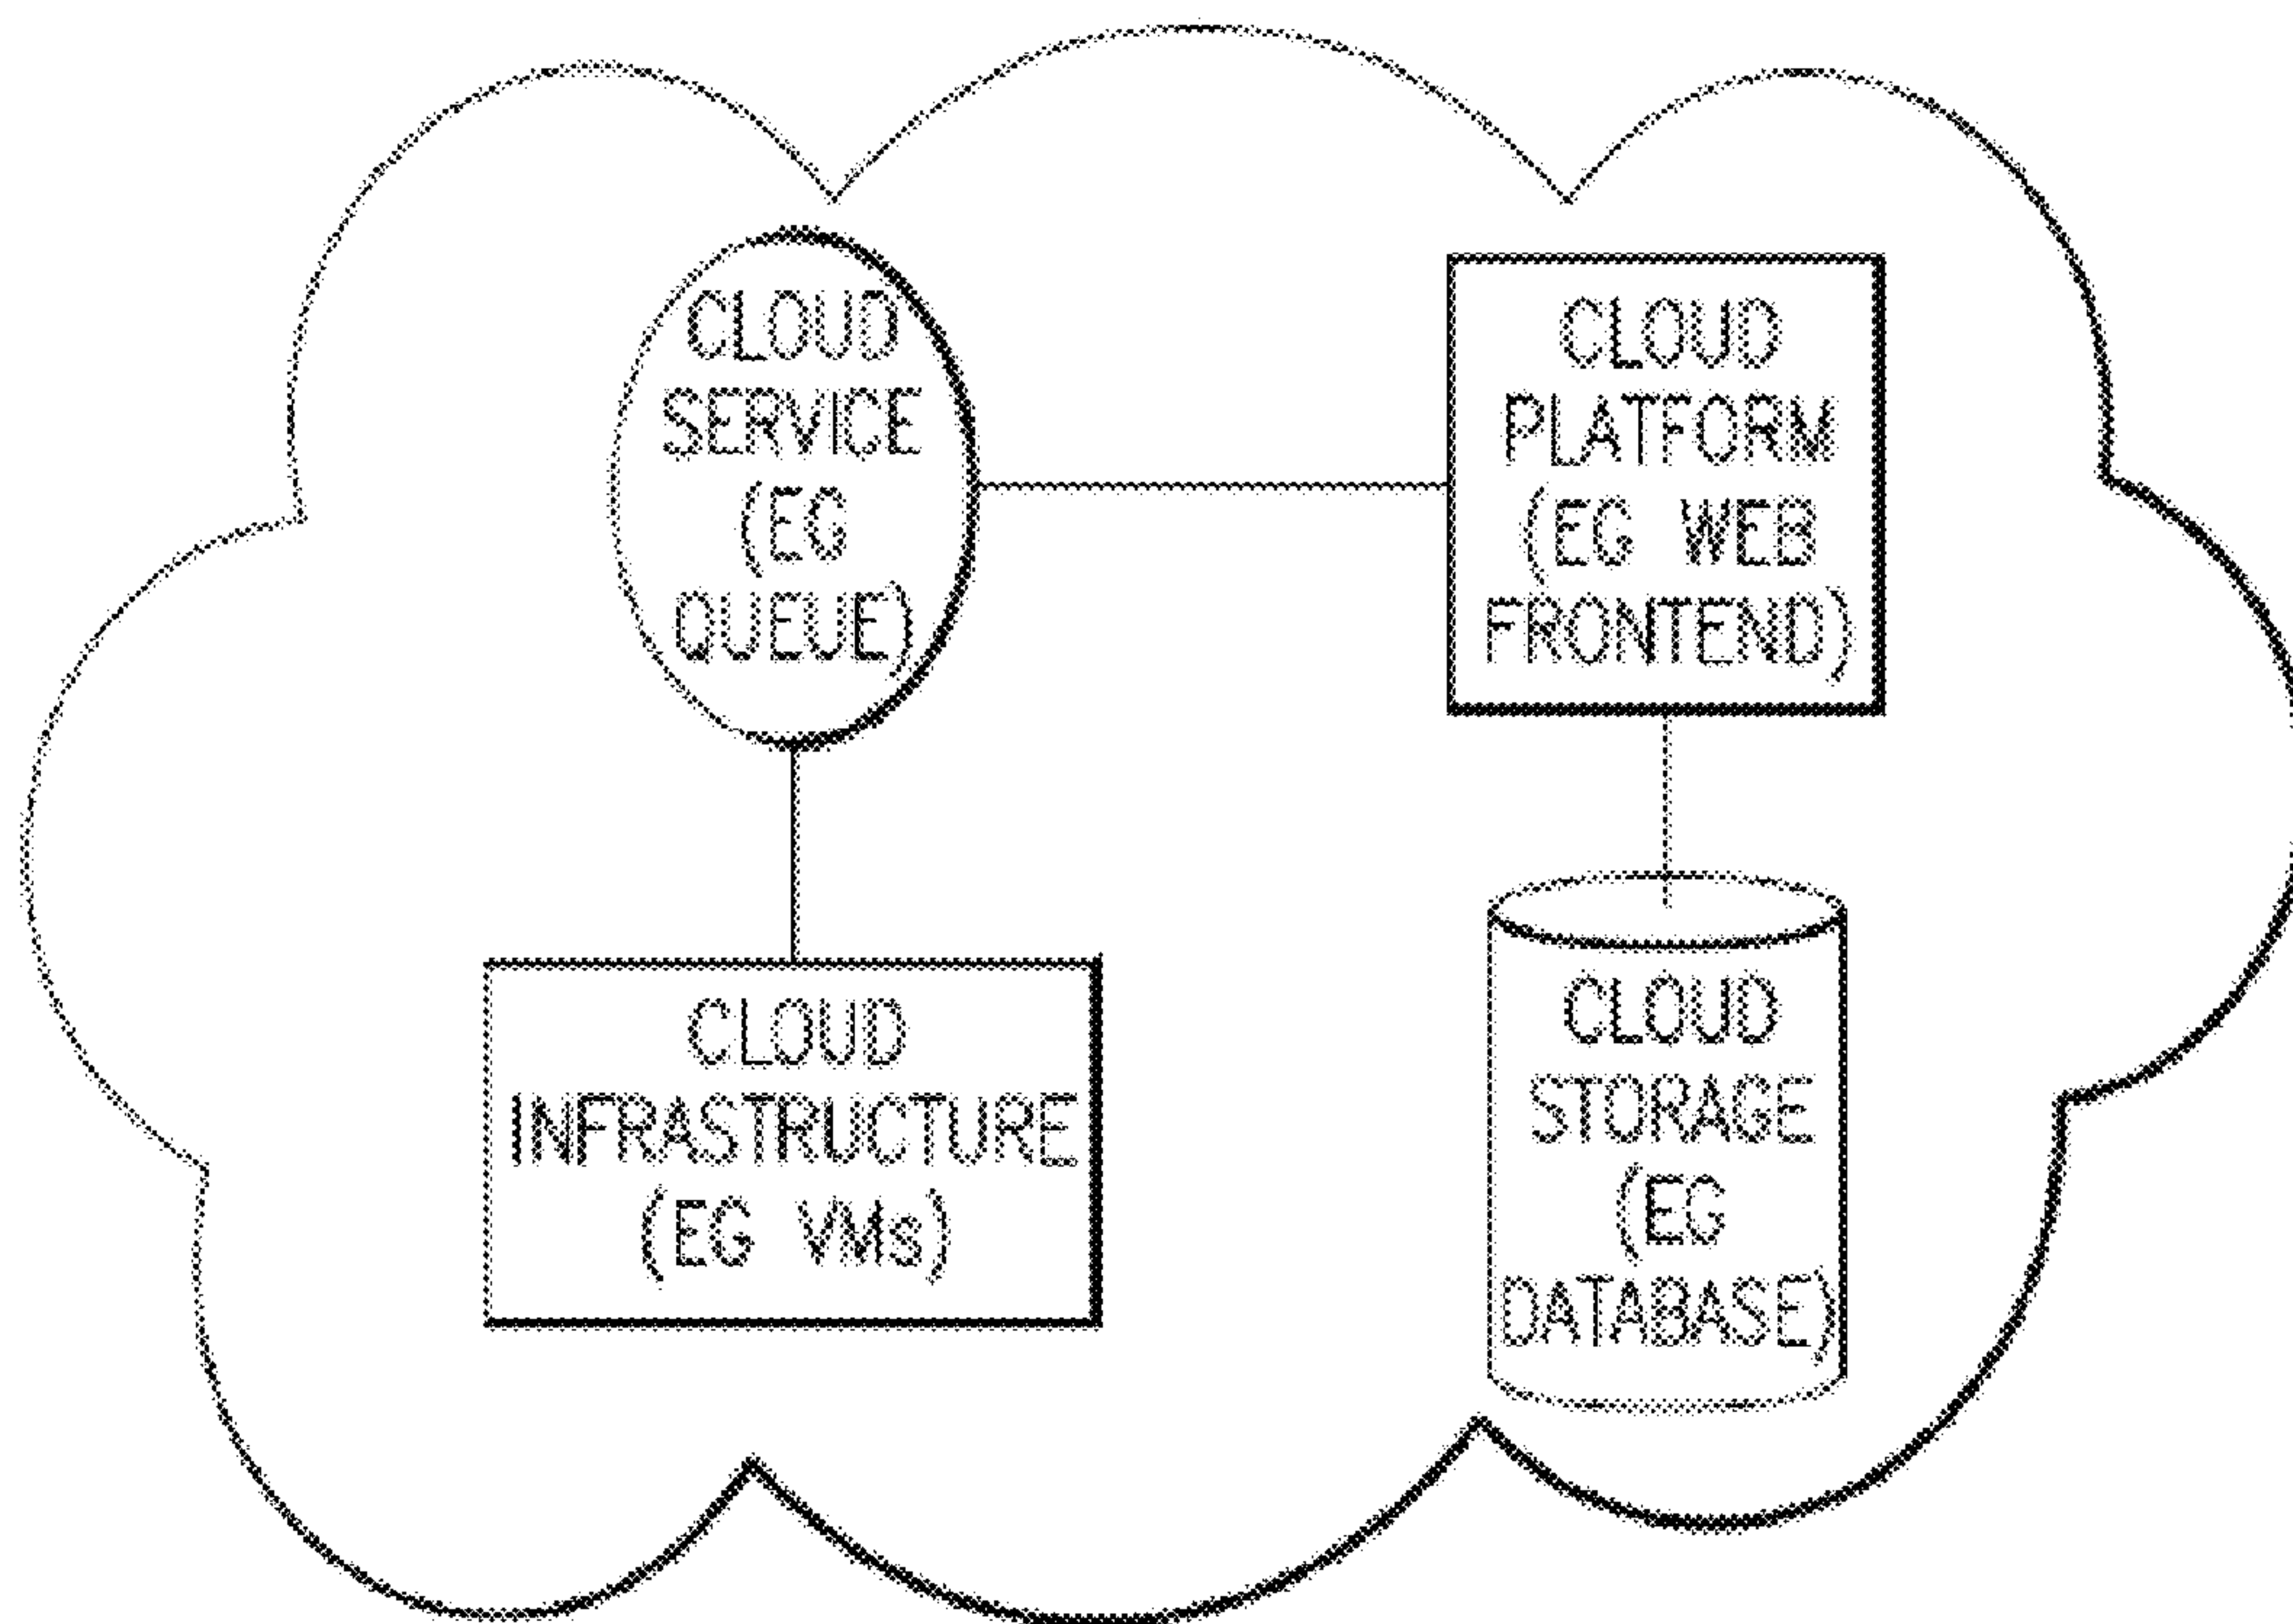 CLOUD
SERVICE
(EG
QUEUE)
CLOUD
PLATFORM
(EG WEB
FRONTEND)
CLOUD
INFRASTRUCTURE
(EG VMs)
CLOUD
STORAGE
(EG
DATABASE)